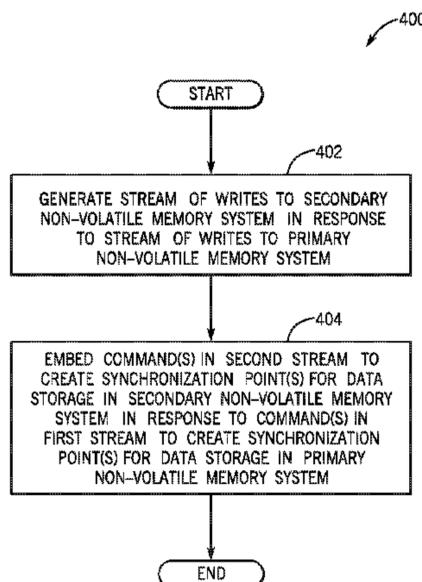 400
START
402
GENERATE STREAM OF WRITES TO SECONDARY
NON-VOLATILE MEMORY SYSTEM IN RESPONSE
TO STREAM OF WRITES TO PRIMARY
NON-VOLATILE MEMORY SYSTEM
404
EMBED COMMAND(S) IN SECOND STREAM TO
CREATE SYNCHRONIZATION POINT(S) FOR DATA
STORAGE IN SECONDARY NON-VOLATILE MEMORY
SYSTEM IN RESPONSE TO COMMAND(S) IN
FIRST STREAM TO CREATE SYNCHRONIZATION
POINT(S) FOR DATA STORAGE IN PRIMARY
NON-VOLATILE MEMORY SYSTEM
END